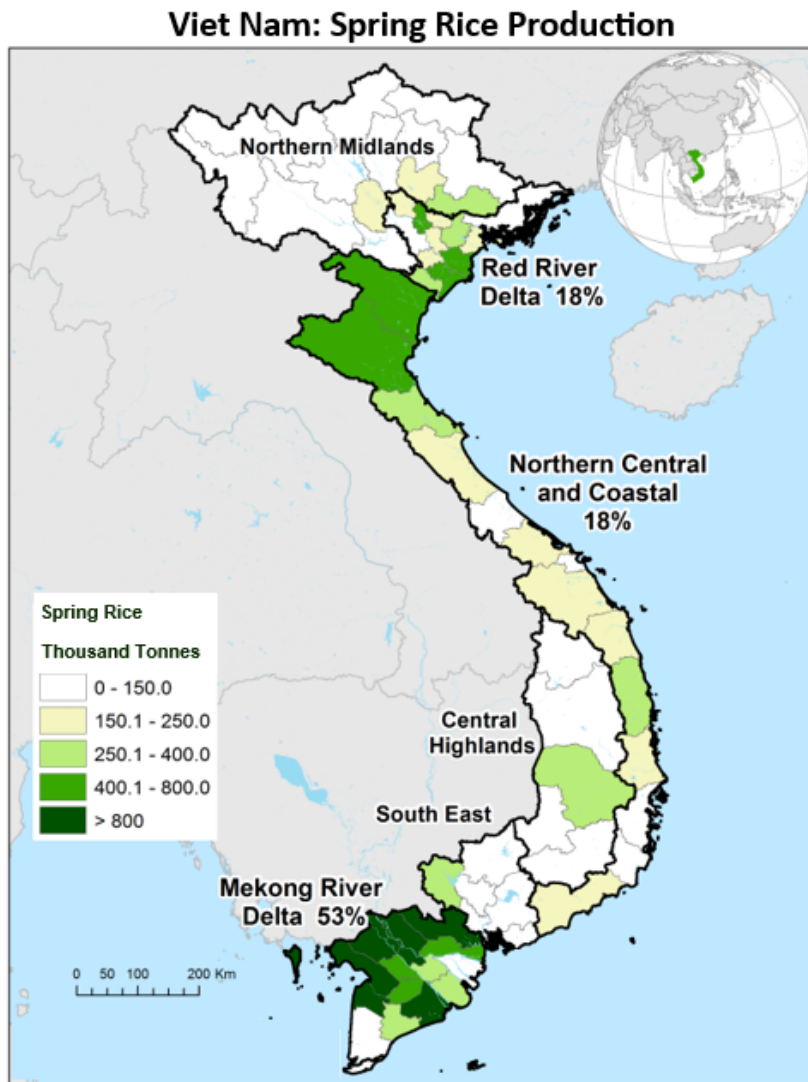 Viet Nam: Spring Rice Production
Northern Midlands
Red River
Delta 18%
Northern Central
and Coastal
18%
Spring Rice
Thousand Tonnes
0 - 150.0
150.1 - 250.0
250.1 - 400.0
400.1 - 800.0
> 800
Central
Highlands
South East
Mekong River
Delta 53%
0 50 100 200 Km